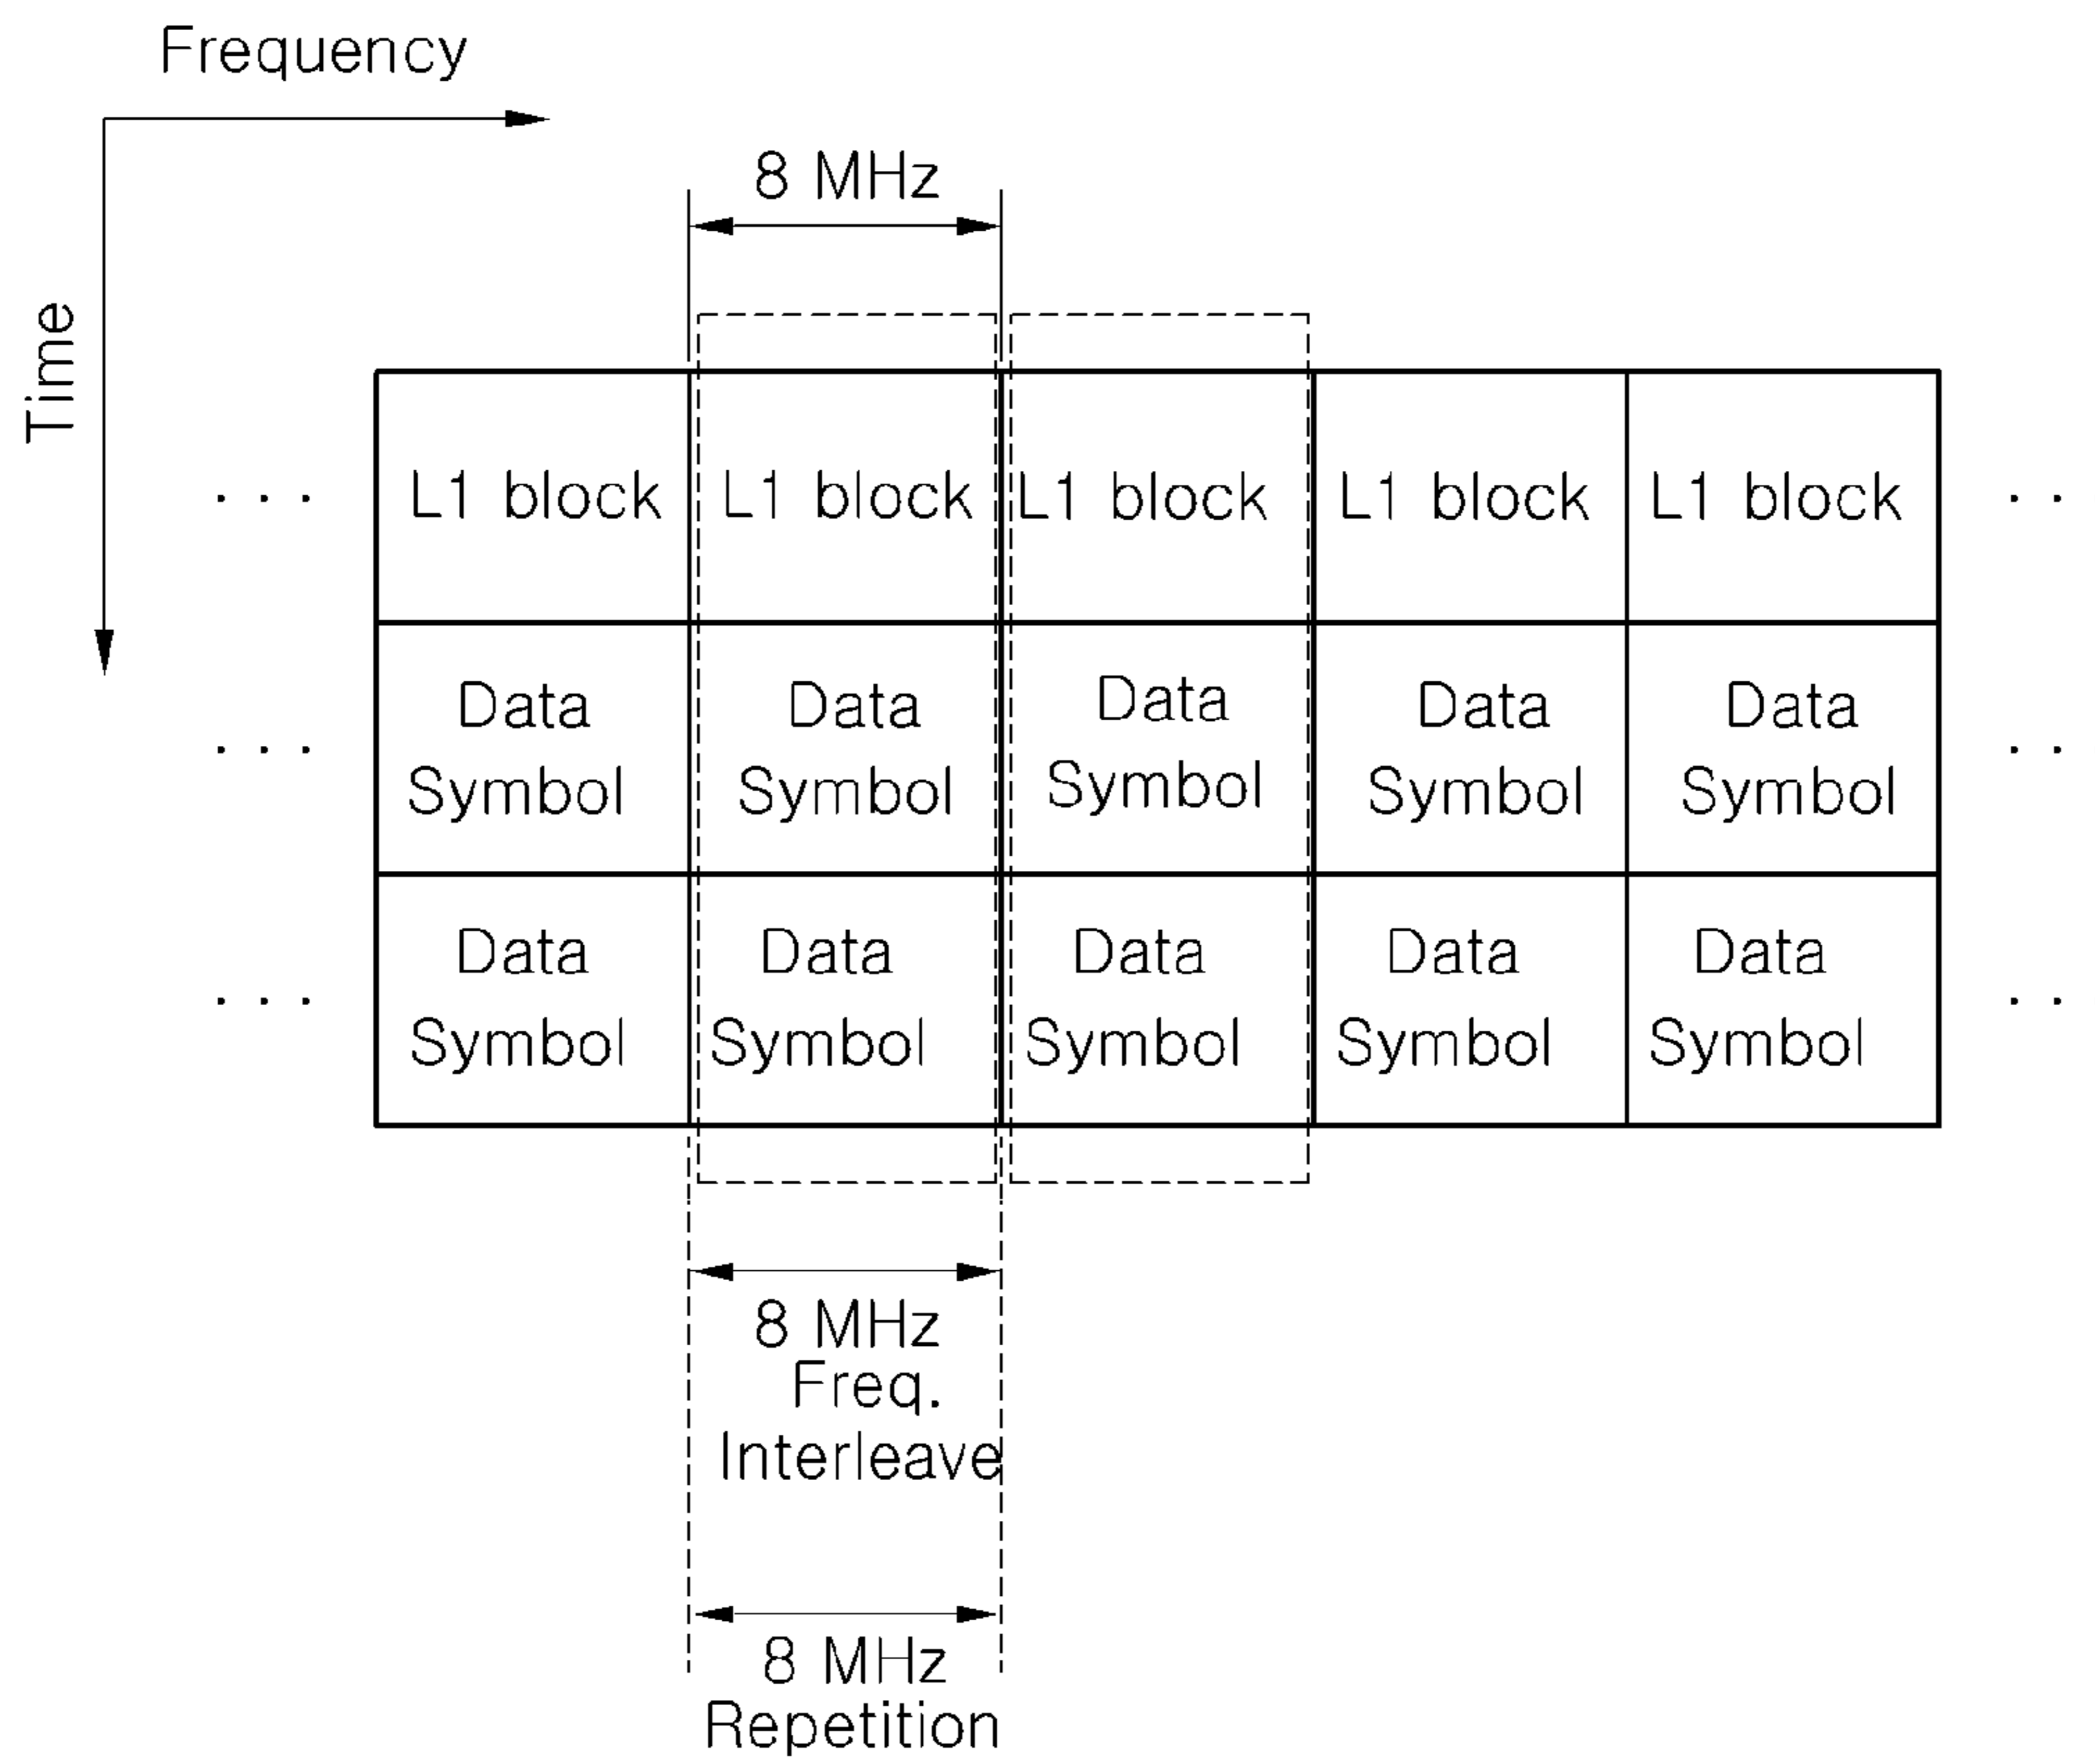 Frequency
Time
8 MHz
. . . L1 block L1 block L1 block L1 block L1 block . .
Data Data Data Data Data
. . . Symbol Symbol Symbol Symbol Symbol . .
Data Data Data Data Data
. . . Symbol Symbol Symbol Symbol Symbol . .
8 MHz
Freq.
Interleave
8 MHz
Repetition